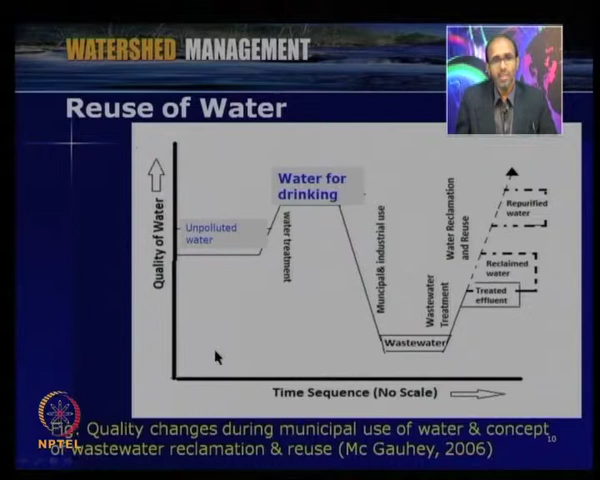 WATERSHED MANAGEMENT
Reuse of Water
Water for
drinking
Unpolluted
water
water treatment
Quality of Water
Muncipal& industrial use
Wastewater
Wastewater
Treatment
Water Reclamation
and Reuse
Repurified
water
Reclaimed
water
Treated
effluent
Time Sequence (No Scale)
Fig. Quality changes during municipal use of water & concept
of wastewater reclamation & reuse (Mc Gauhey, 2006)
10
NPTEL